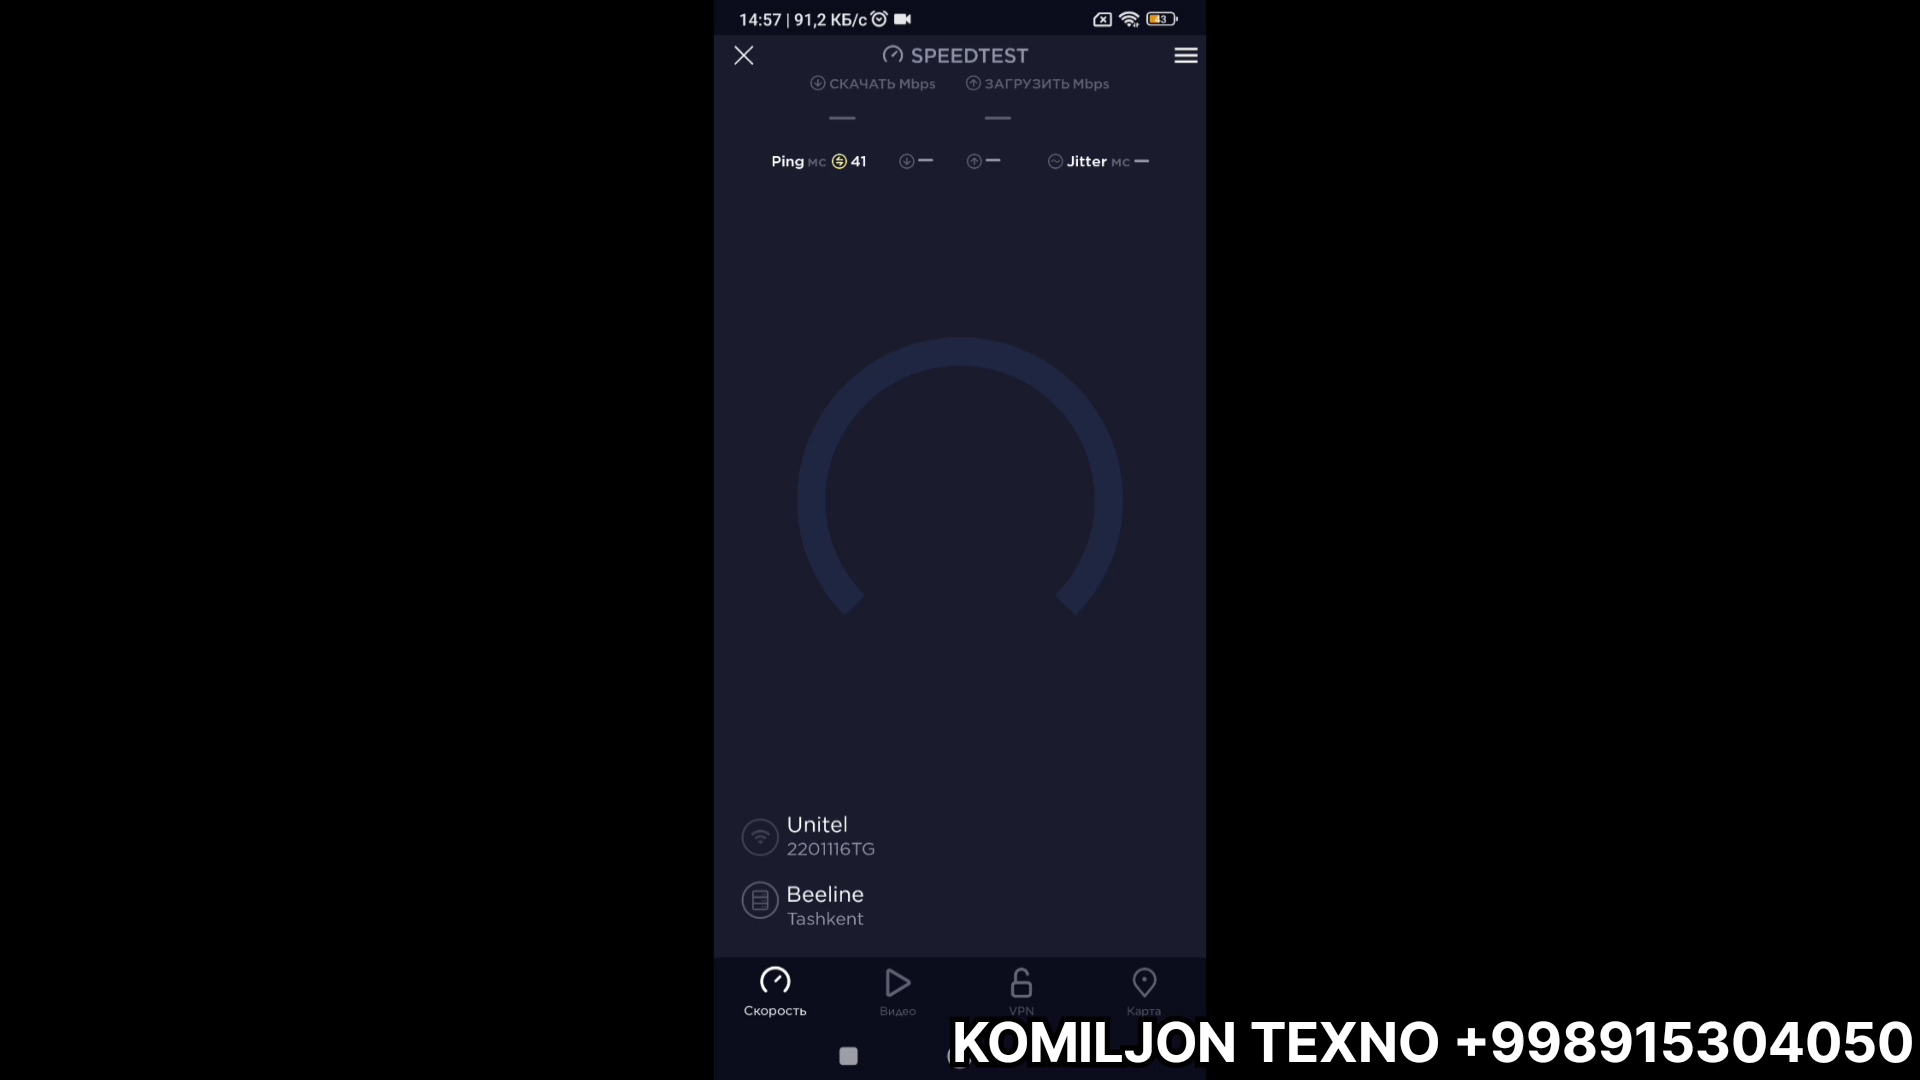 14:57 | 91,2 КБ/с
43
SPEEDTEST
СКАЧАТЬ Mbps
ЗАГРУЗИТЬ Mbps
Ping мс 41
Jitter мс
Unitel
2201116TG
Beeline
Tashkent
Скорость
Видео
VPN
Карта
KOMILJON TEXNO +998915304050